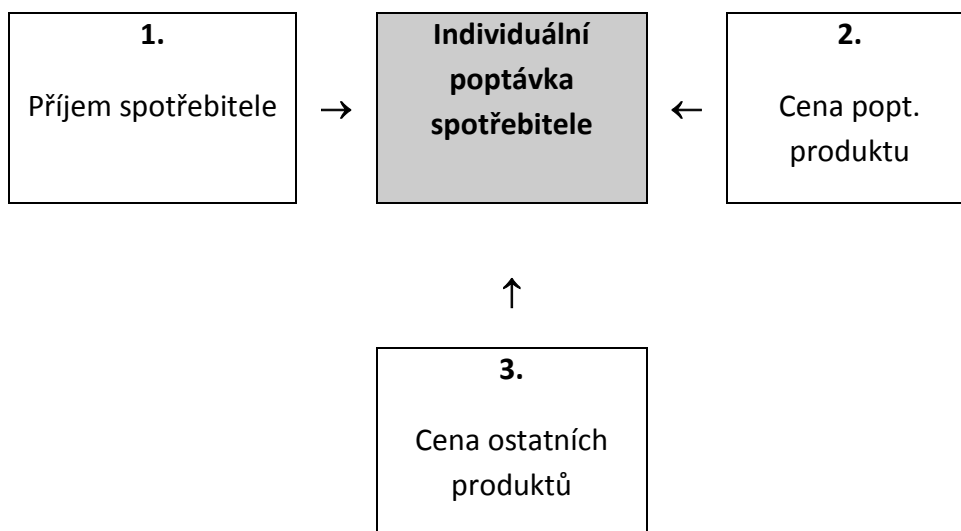 1.
Příjem spotřebitele
→
Individuální
poptávka
spotřebitele
←
2.
Cena popt.
produktu
↑
3.
Cena ostatních
produktů